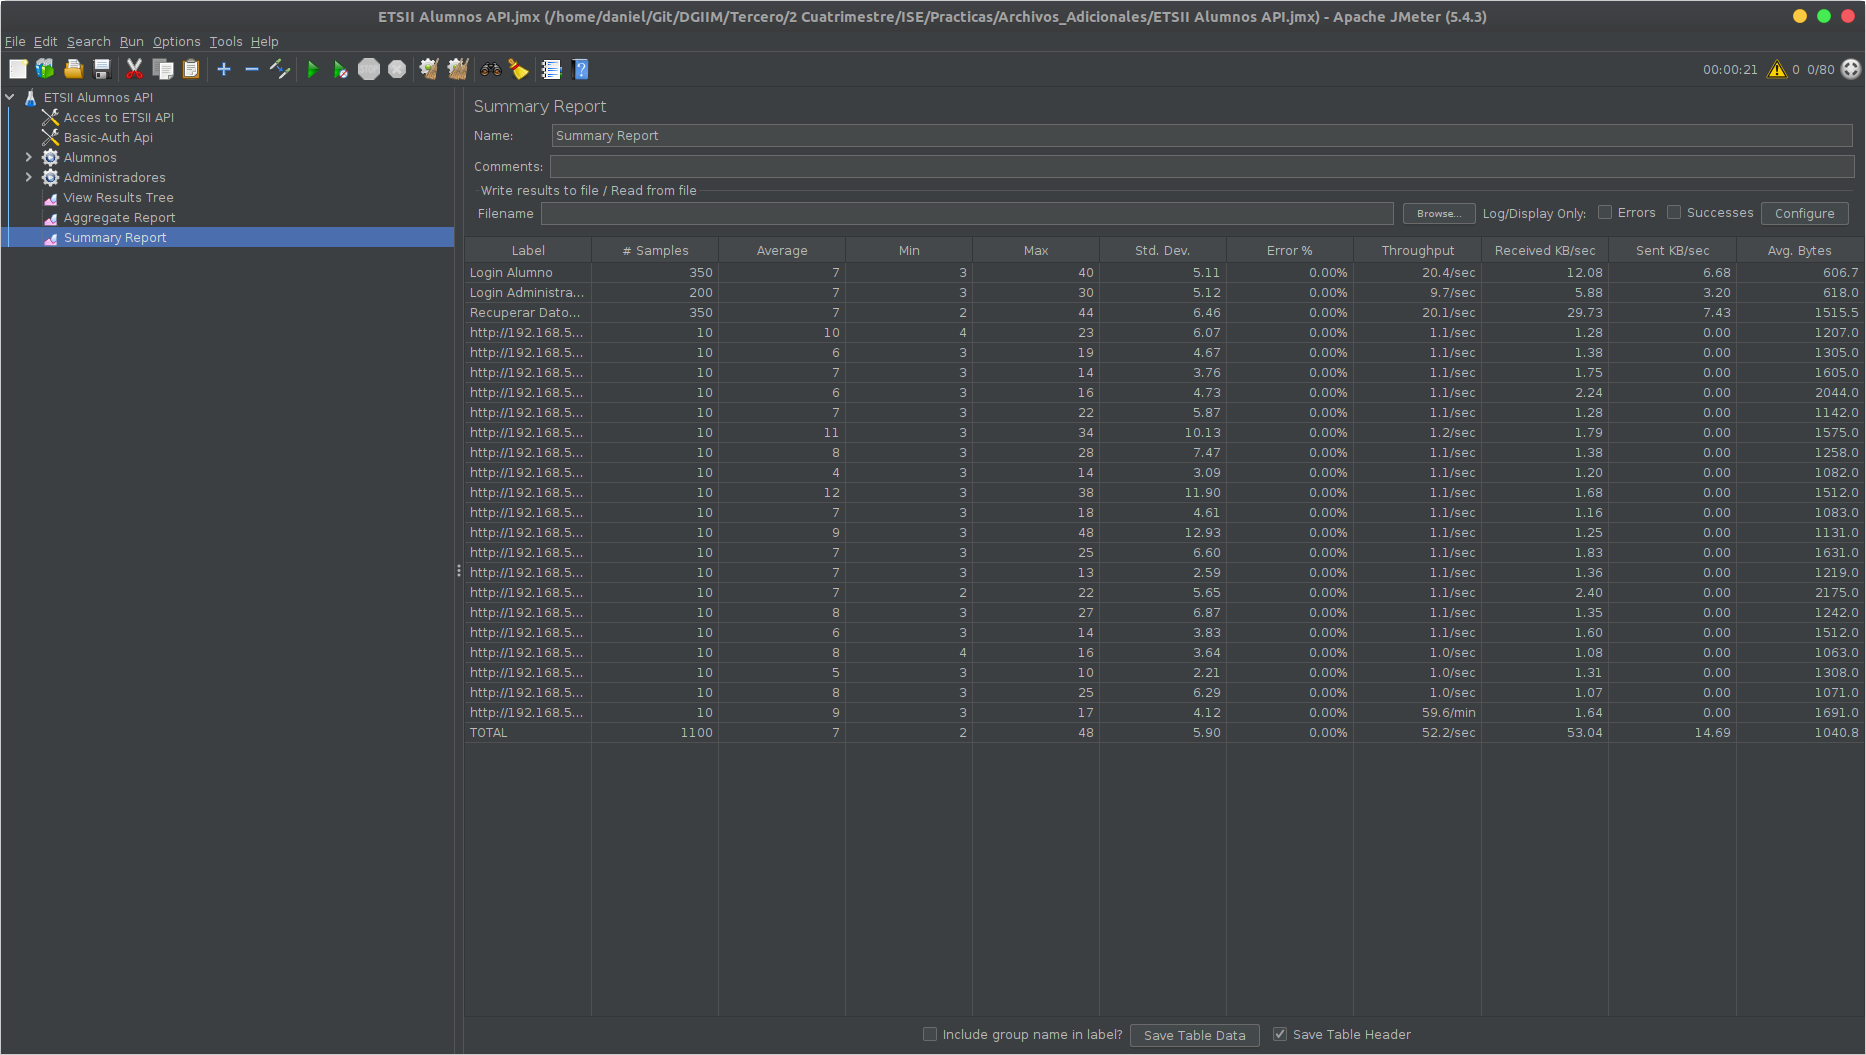 ETSII Alumnos API.jmx (/home/daniel/Git/DGIIM/Tercero/2 Cuatrimestre/ISE/Practicas/Archivos_Adicionales/ETSII Alumnos API.jmx) - Apache JMeter (5.4.3)
File Edit Search Run Options Tools Help
STOP ? 00:00:21 0 0/80
ETSII Alumnos API
Acces to ETSII API
Basic-Auth Api
Alumnos
Administradores
View Results Tree
Aggregate Report
Summary Report
Summary Report
Name: Summary Report
Comments:
Write results to file / Read from file
Filename Browse... Log/Display Only: Errors Successes Configure
Label # Samples Average Min Max Std. Dev. Error % Throughput Received KB/sec Sent KB/sec Avg. Bytes
Login Alumno 350 7 3 40 5.11 0.00% 20.4/sec 12.08 6.68 606.7
Login Administra... 200 7 3 30 5.12 0.00% 9.7/sec 5.88 3.20 618.0
Recuperar Dato... 350 7 2 44 6.46 0.00% 20.1/sec 29.73 7.43 1515.5
http://192.168.5... 10 10 4 23 6.07 0.00% 1.1/sec 1.28 0.00 1207.0
http://192.168.5... 10 6 3 19 4.67 0.00% 1.1/sec 1.38 0.00 1305.0
http://192.168.5... 10 7 3 14 3.76 0.00% 1.1/sec 1.75 0.00 1605.0
http://192.168.5... 10 6 3 16 4.73 0.00% 1.1/sec 2.24 0.00 2044.0
http://192.168.5... 10 7 3 22 5.87 0.00% 1.1/sec 1.28 0.00 1142.0
http://192.168.5... 10 11 3 34 10.13 0.00% 1.2/sec 1.79 0.00 1575.0
http://192.168.5... 10 8 3 28 7.47 0.00% 1.1/sec 1.38 0.00 1258.0
http://192.168.5... 10 4 3 14 3.09 0.00% 1.1/sec 1.20 0.00 1082.0
http://192.168.5... 10 12 3 38 11.90 0.00% 1.1/sec 1.68 0.00 1512.0
http://192.168.5... 10 7 3 18 4.61 0.00% 1.1/sec 1.16 0.00 1083.0
http://192.168.5... 10 9 3 48 12.93 0.00% 1.1/sec 1.25 0.00 1131.0
http://192.168.5... 10 7 3 25 6.60 0.00% 1.1/sec 1.83 0.00 1631.0
http://192.168.5... 10 7 3 13 2.59 0.00% 1.1/sec 1.36 0.00 1219.0
http://192.168.5... 10 7 2 22 5.65 0.00% 1.1/sec 2.40 0.00 2175.0
http://192.168.5... 10 8 3 27 6.87 0.00% 1.1/sec 1.35 0.00 1242.0
http://192.168.5... 10 6 3 14 3.83 0.00% 1.1/sec 1.60 0.00 1512.0
http://192.168.5... 10 8 4 16 3.64 0.00% 1.0/sec 1.08 0.00 1063.0
http://192.168.5... 10 5 3 10 2.21 0.00% 1.0/sec 1.31 0.00 1308.0
http://192.168.5... 10 8 3 25 6.29 0.00% 1.0/sec 1.07 0.00 1071.0
http://192.168.5... 10 9 3 17 4.12 0.00% 59.6/min 1.64 0.00 1691.0
TOTAL 1100 7 2 48 5.90 0.00% 52.2/sec 53.04 14.69 1040.8
Include group name in label? Save Table Data Save Table Header